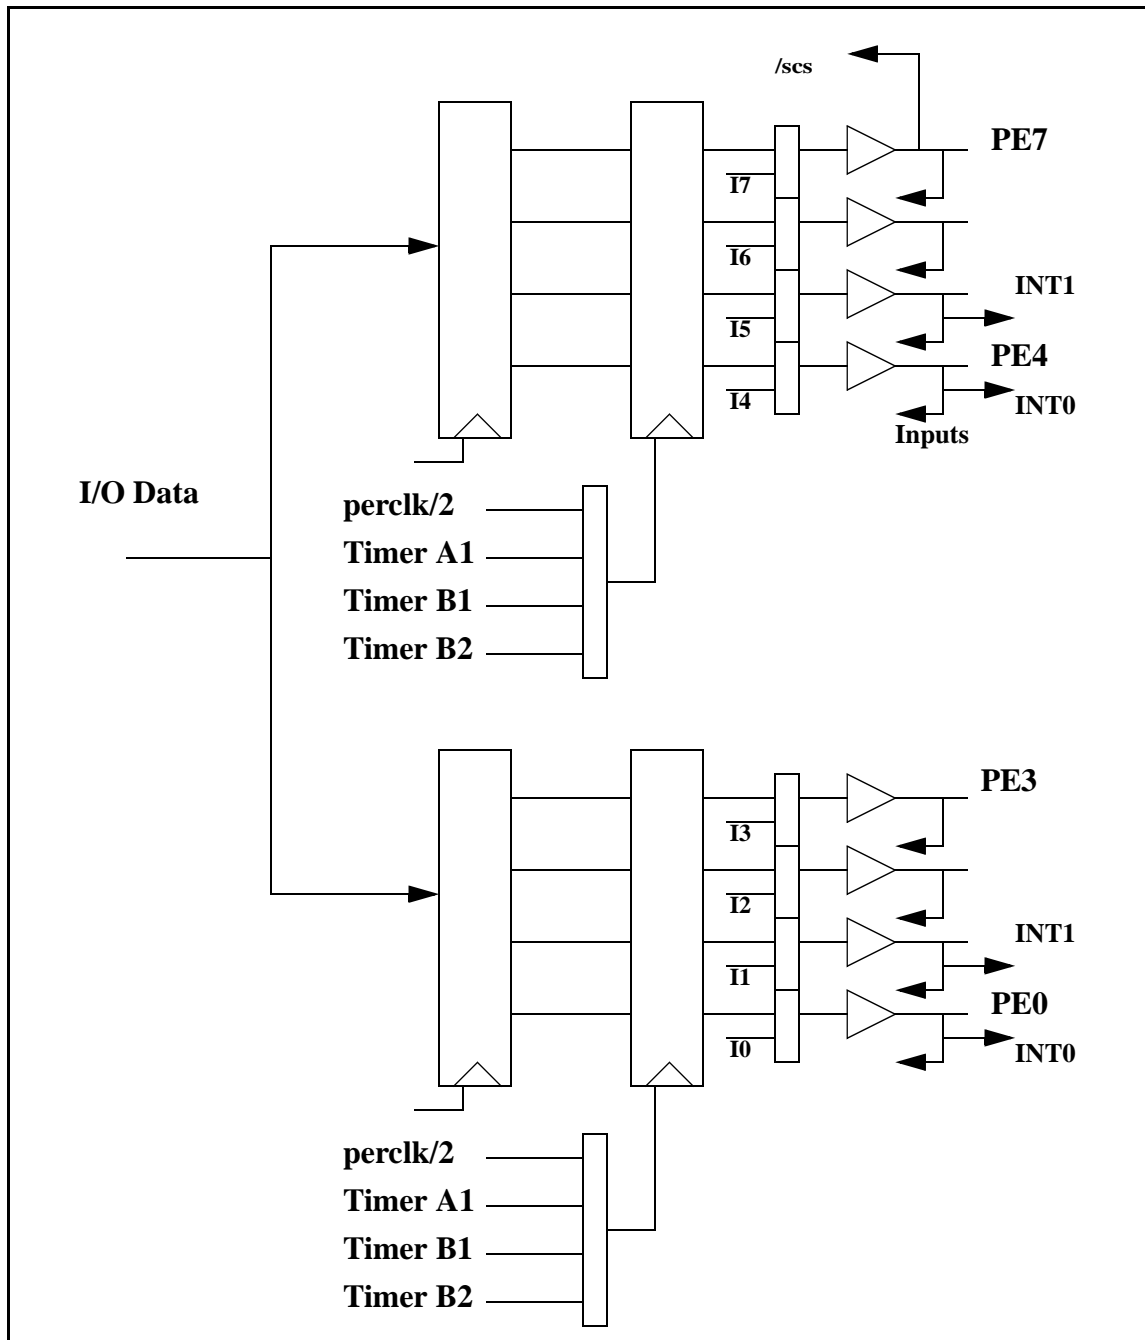 /scs
PE7
I7
I6
INT1
I5
PE4
I4
INT0
Inputs
I/O Data
perclk/2
Timer A1
Timer B1
Timer B2
PE3
I3
I2
INT1
I1
PE0
I0
INT0
perclk/2
Timer A1
Timer B1
Timer B2